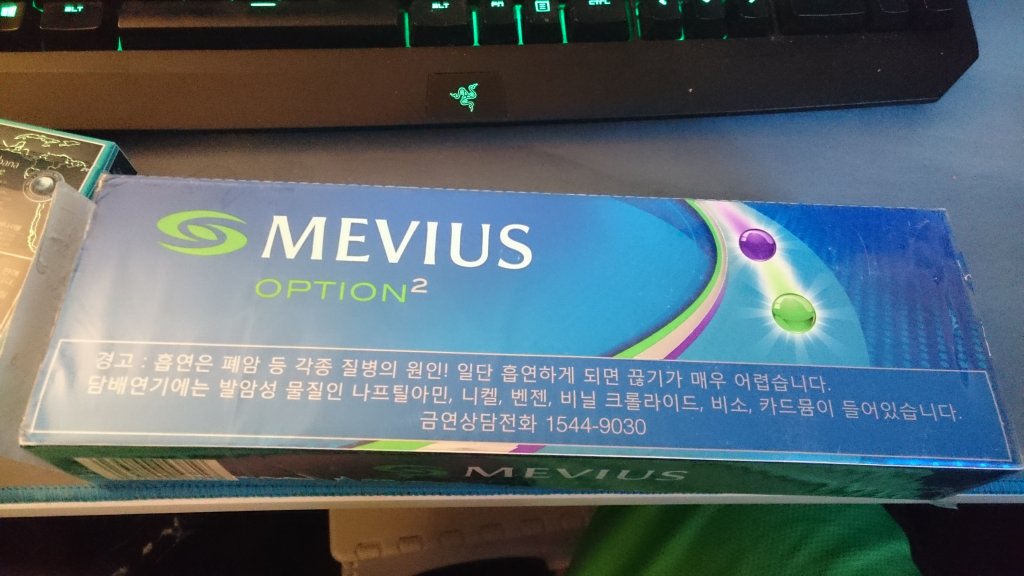 ALT
FN
CTRL
bana
MEVIUS
OPTION²
경고 : 흡연은 폐암 등 각종 질병의 원인! 일단 흡연하게 되면 끊기가 매우 어렵습니다.
담배연기에는 발암성 물질인 나프틸아민, 니켈, 벤젠, 비닐 크롤라이드, 비소, 카드뮴이 들어있습니다.
금연상담전화 1544-9030
MEVIUS